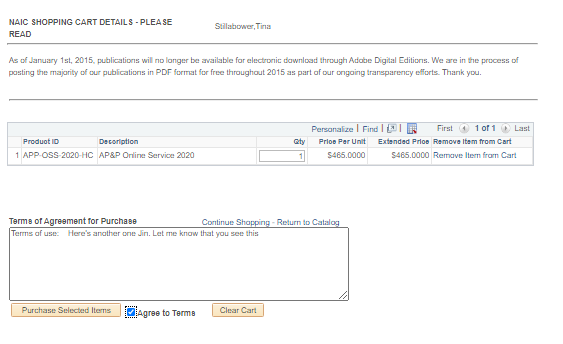 NAIC SHOPPING CART DETAILS - PLEASE
READ
Stillabower,Tina
As of January 1st, 2015, publications will no longer be available for electronic download through Adobe Digital Editions. We are in the process of
posting the majority of our publications in PDF format for free throughout 2015 as part of our ongoing transparency efforts. Thank you.
Personalize | Find | | First 1 of 1 Last
Product ID Description Qty Price Per Unit Extended Price Remove Item from Cart
1 APP-OSS-2020-HC AP&P Online Service 2020 1 $465.0000 $465.0000 Remove Item from Cart
Terms of Agreement for Purchase Continue Shopping - Return to Catalog
Terms of use: Here's another one Jin. Let me know that you see this
Purchase Selected Items Agree to Terms Clear Cart